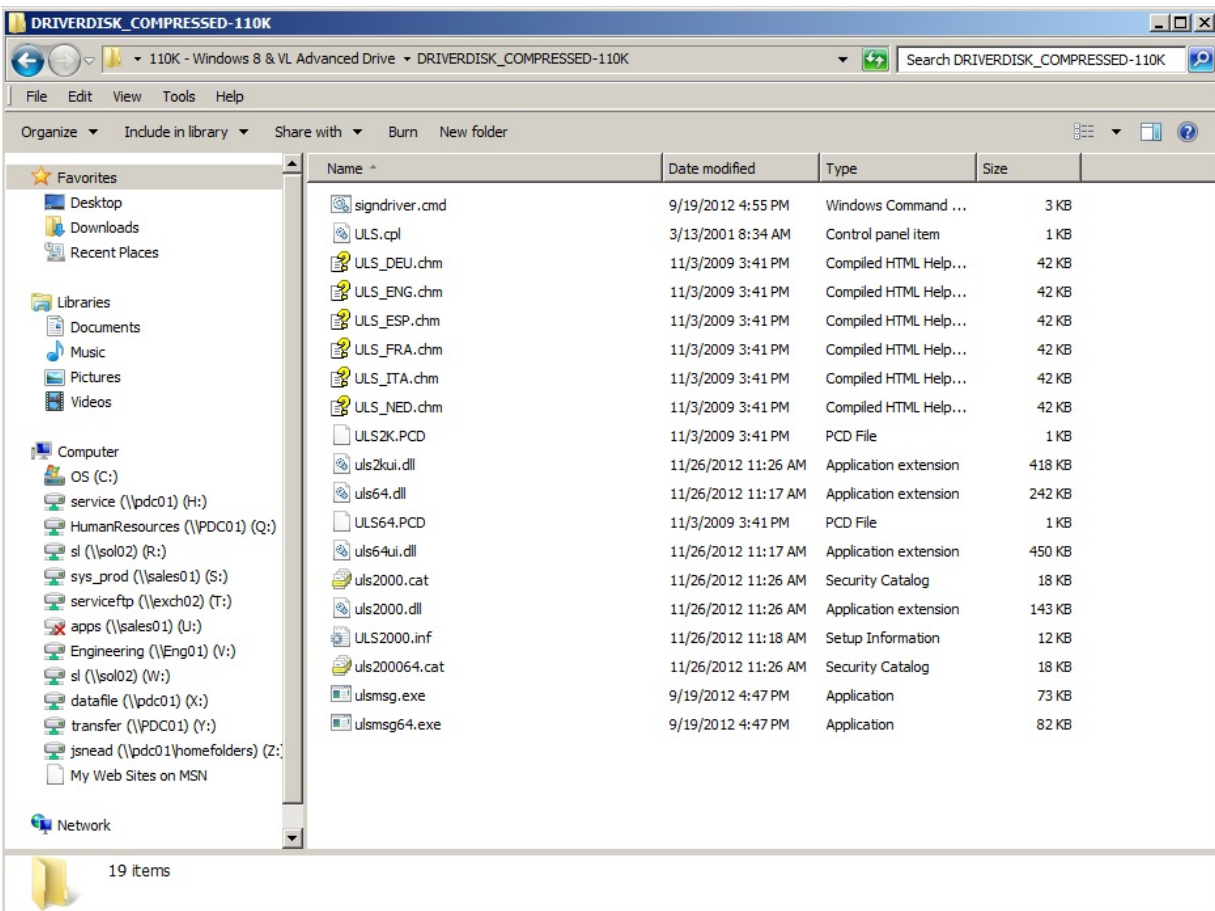 DRIVERDISK_COMPRESSED-110K
110K - Windows 8 & VL Advanced Drive DRIVERDISK_COMPRESSED-110K Search DRIVERDISK_COMPRESSED-110K
File Edit View Tools Help
Organize Include in library Share with Burn New folder
Favorites
Desktop
Downloads
Recent Places
Libraries
Documents
Music
Pictures
Videos
Computer
OS (C:)
service (\\pdc01) (H:)
HumanResources (\\PDC01) (Q:)
sl (\\sol02) (R:)
sys_prod (\\sales01) (S:)
serviceftp (\\exch02) (T:)
apps (\\sales01) (U:)
Engineering (\\Eng01) (V:)
sl (\\sol02) (W:)
datafile (\\pdc01) (X:)
transfer (\\PDC01) (Y:)
jsnead (\\pdc01\homefolders) (Z:)
My Web Sites on MSN
Network
Name Date modified Type Size
signdriver.cmd 9/19/2012 4:55 PM Windows Command ... 3 KB
ULS.cpl 3/13/2001 8:34 AM Control panel item 1 KB
ULS_DEU.chm 11/3/2009 3:41 PM Compiled HTML Help... 42 KB
ULS_ENG.chm 11/3/2009 3:41 PM Compiled HTML Help... 42 KB
ULS_ESP.chm 11/3/2009 3:41 PM Compiled HTML Help... 42 KB
ULS_FRA.chm 11/3/2009 3:41 PM Compiled HTML Help... 42 KB
ULS_ITA.chm 11/3/2009 3:41 PM Compiled HTML Help... 42 KB
ULS_NED.chm 11/3/2009 3:41 PM Compiled HTML Help... 42 KB
ULS2K.PCD 11/3/2009 3:41 PM PCD File 1 KB
uls2kui.dll 11/26/2012 11:26 AM Application extension 418 KB
uls64.dll 11/26/2012 11:17 AM Application extension 242 KB
ULS64.PCD 11/3/2009 3:41 PM PCD File 1 KB
uls64ui.dll 11/26/2012 11:17 AM Application extension 450 KB
uls2000.cat 11/26/2012 11:26 AM Security Catalog 18 KB
uls2000.dll 11/26/2012 11:26 AM Application extension 143 KB
ULS2000.inf 11/26/2012 11:18 AM Setup Information 12 KB
uls200064.cat 11/26/2012 11:26 AM Security Catalog 18 KB
ulsmsg.exe 9/19/2012 4:47 PM Application 73 KB
ulsmsg64.exe 9/19/2012 4:47 PM Application 82 KB
19 items